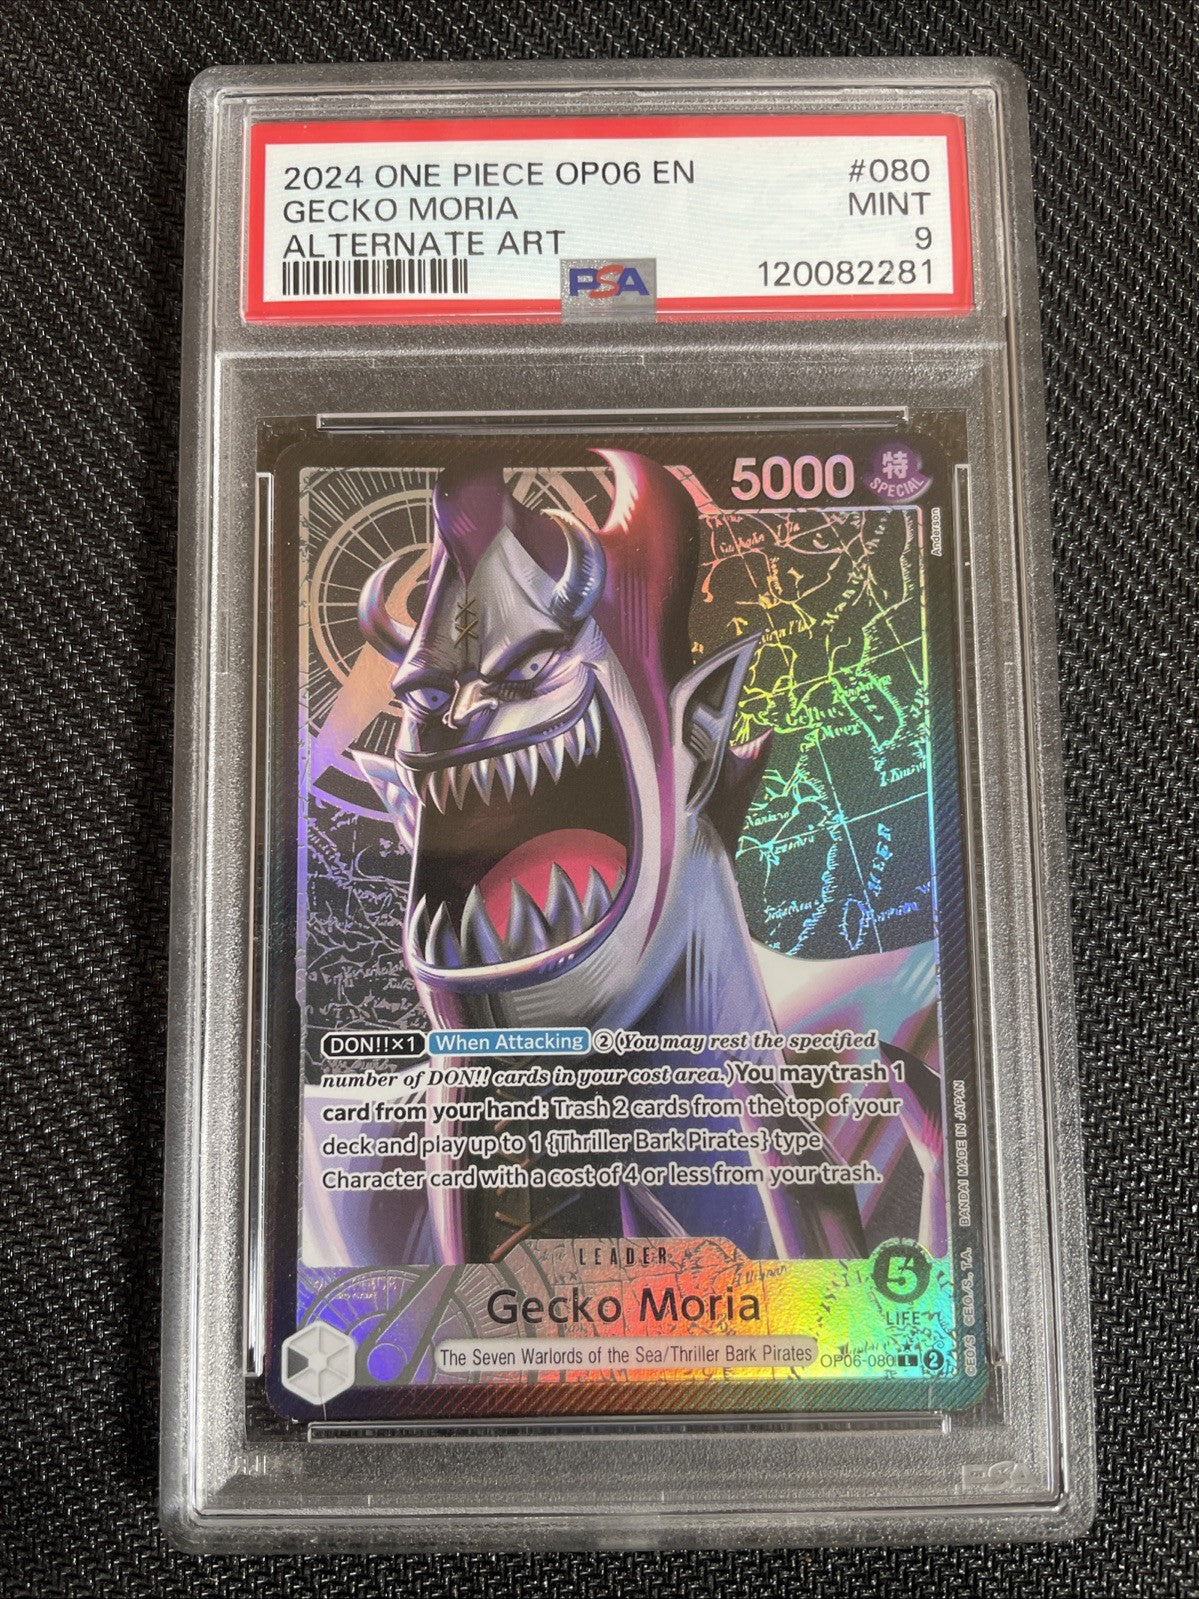 2024 ONE PIECE OP06 EN #080
GECKO MORIA MINT
ALTERNATE ART 9
PSA 120082281
5000 特
SPECIAL
Anderson
DON!!×1 When Attacking ②(You may rest the specified
number of DON!! cards in your cost area.)You may trash 1
card from your hand: Trash 2 cards from the top of your
deck and play up to 1 {Thriller Bark Pirates} type
Character card with a cost of 4 or less from your trash.
BANDAI MADE IN JAPAN
LEADER
5
Gecko Moria
LIFE
The Seven Warlords of the Sea/Thriller Bark Pirates
OP06-080 L 2
PSA